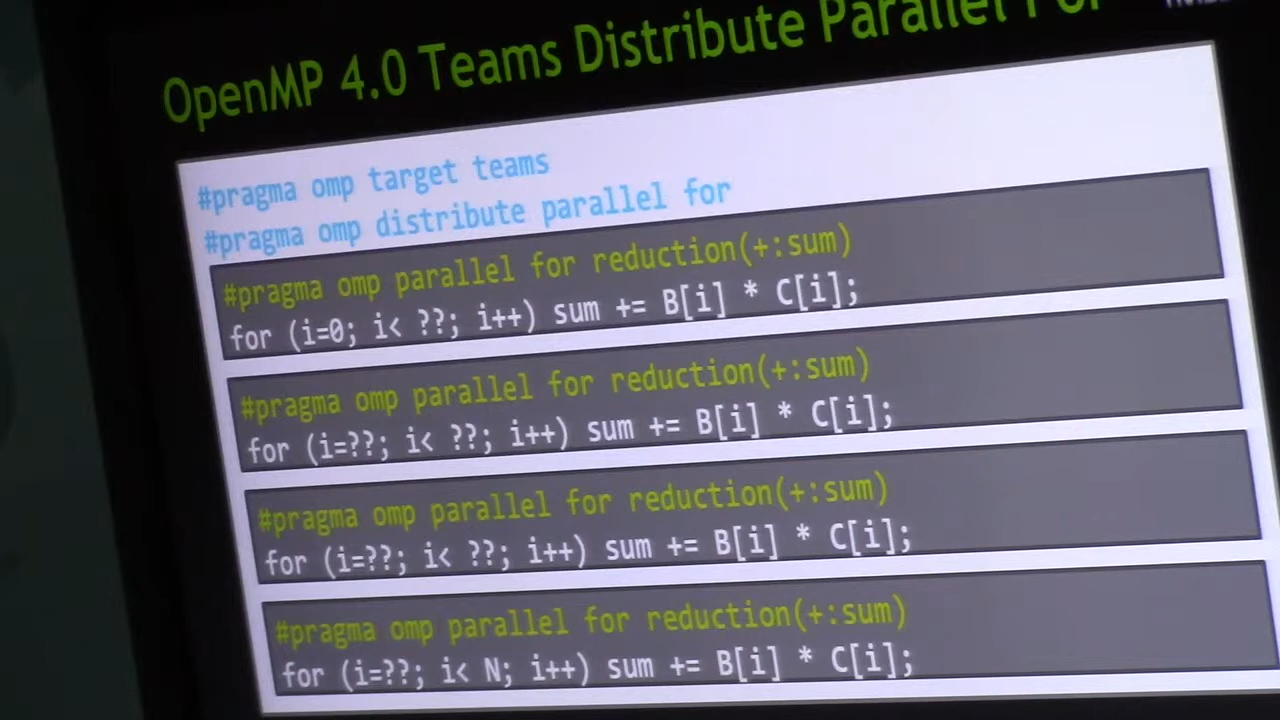 OpenMP 4.0 Teams Distribute Parallel For
#pragma omp target teams
#pragma omp distribute parallel for
#pragma omp parallel for reduction(+:sum)
for (i=0; i< ??; i++) sum += B[i] * C[i];
#pragma omp parallel for reduction(+:sum)
for (i=??; i< ??; i++) sum += B[i] * C[i];
#pragma omp parallel for reduction(+:sum)
for (i=??; i< ??; i++) sum += B[i] * C[i];
#pragma omp parallel for reduction(+:sum)
for (i=??; i< N; i++) sum += B[i] * C[i];